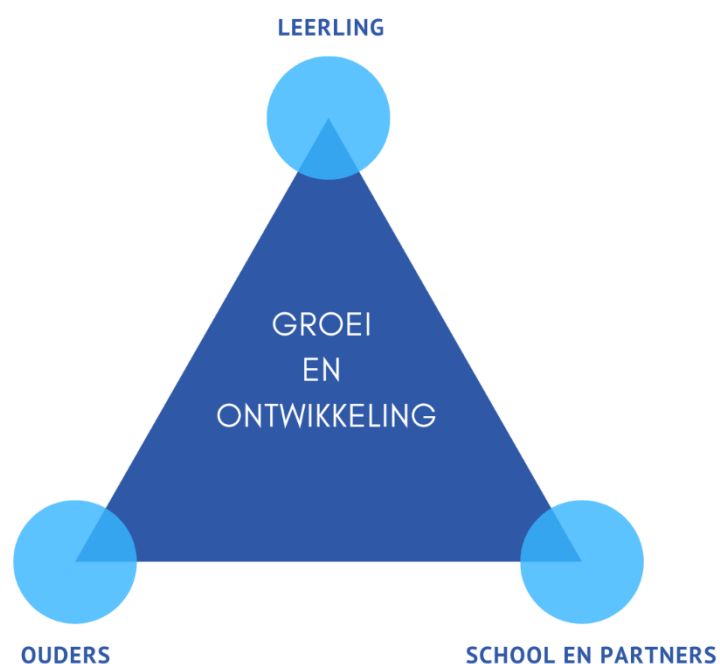 LEERLING
GROEI
EN
ONTWIKKELING
OUDERS
SCHOOL EN PARTNERS